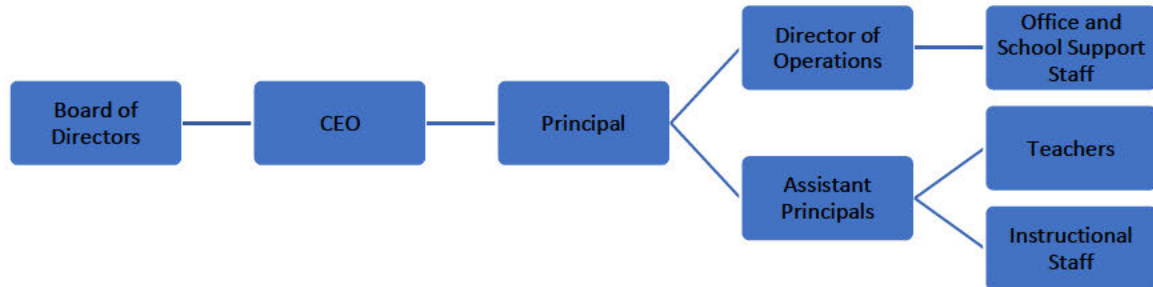 Board of
Directors
CEO
Principal
Director of
Operations
Assistant
Principals
Office and
School Support
Staff
Teachers
Instructional
Staff